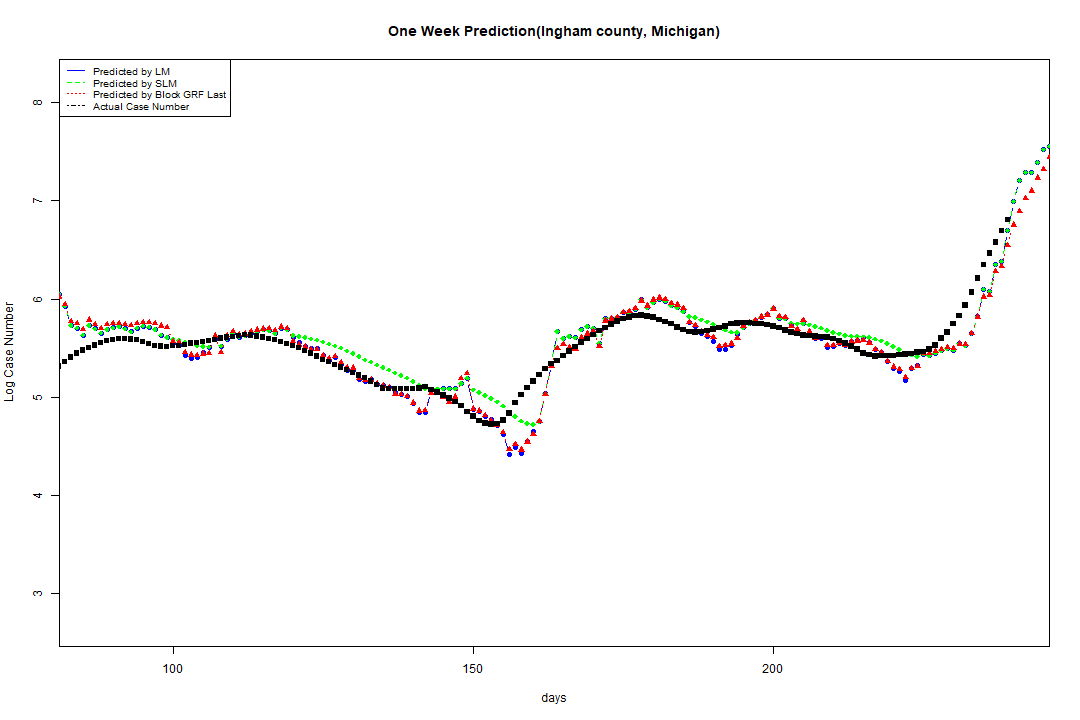 One Week Prediction(Ingham county, Michigan)
Predicted by LM
Predicted by SLM
Predicted by Block GRF Last
Actual Case Number
8
7
6
5
4
3
Log Case Number
100 150 200
days